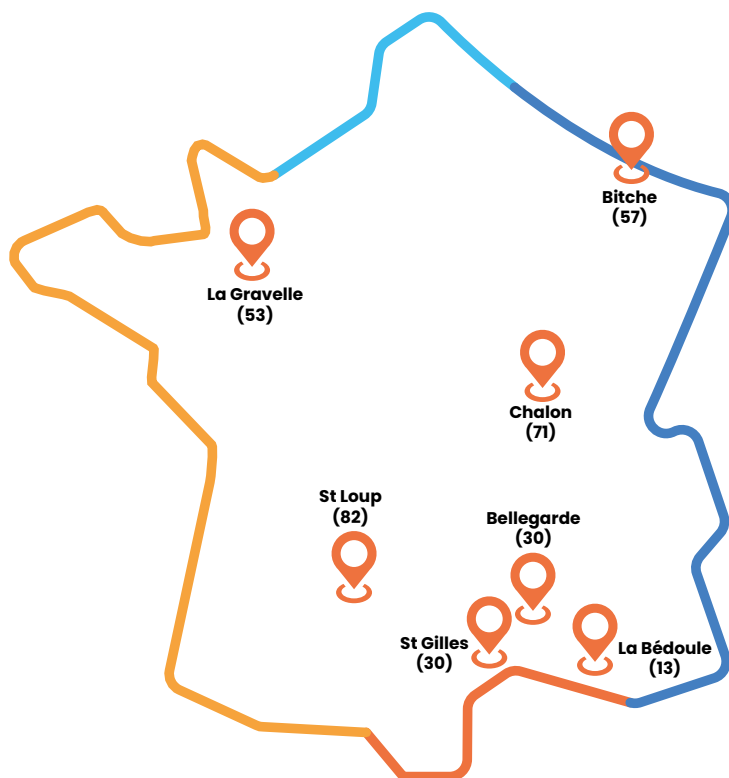 Bitche
(57)
La Gravelle
(53)
Chalon
(71)
St Loup
(82)
Bellegarde
(30)
St Gilles
(30)
La Bédoule
(13)